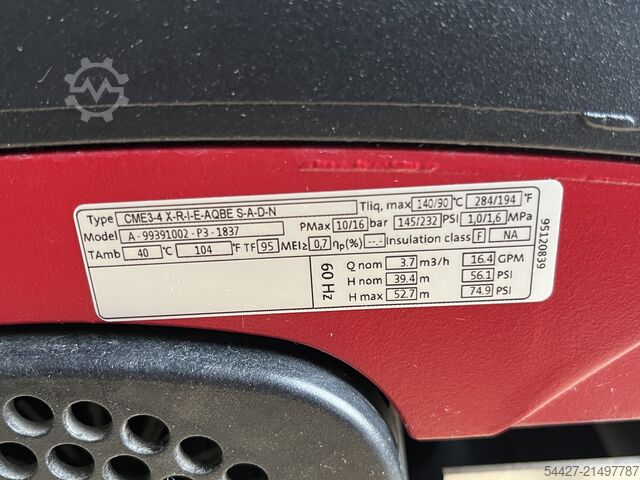 Type CME3-4 X-R-I-E-AQBE S-A-D-N Tliq, max 140/90 °C 284/194 °F
Model A - 99391002 - P3 - 1837 PMax 10/16 bar 145/232 PSI 1,0/1,6 MPa
TAmb 40 °C 104 °F TF 95 MEI≥ 0,7 ηp(%) --.- Insulation class F NA
60 Hz
Q nom 3.7 m3/h 16.4 GPM
H nom 39.4 m 56.1 PSI
H max 52.7 m 74.9 PSI
95120839
54427-21497787